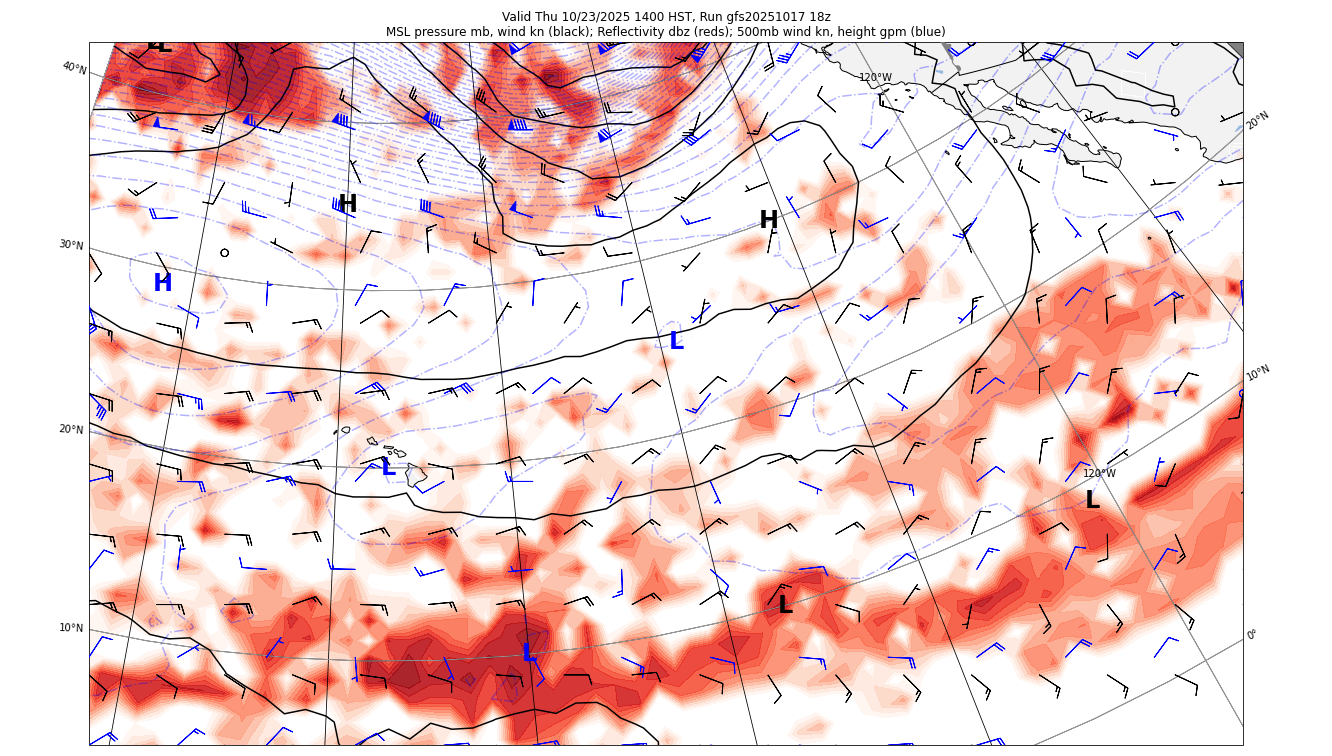 Valid Thu 10/23/2025 1400 HST, Run gfs20251017 18z
MSL pressure mb, wind kn (black); Reflectivity dbz (reds); 500mb wind kn, height gpm (blue)
L
40°N
120°W
20°N
H
H
30°N
H
L
10°N
20°N
L
120°W
L
L
10°N
0°
L